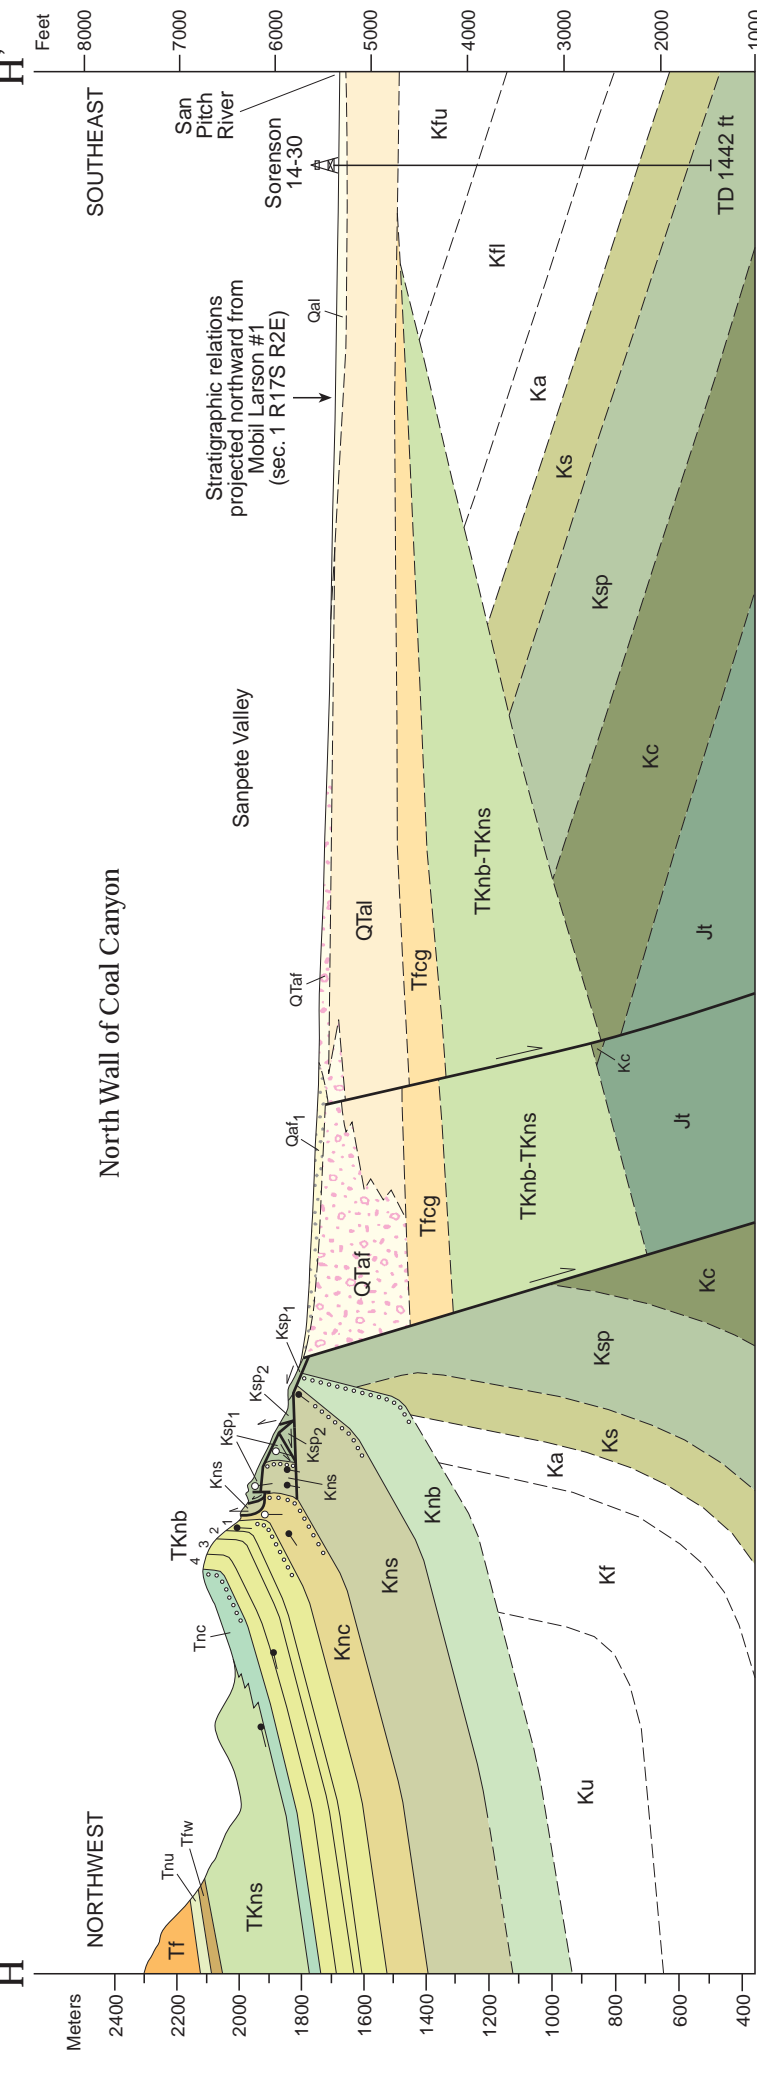 H
H’
North Wall of Coal Canyon
NORTHWEST
SOUTHEAST
Meters
2400
2200
2000
1800
1600
1400
1200
1000
800
600
400
Feet
8000
7000
6000
5000
4000
3000
2000
1000
Sanpete Valley
Stratigraphic relations
projected northward from
Mobil Larson #1
(sec. 1 R17S R2E)
Sorenson
14-30
San
Pitch
River
TD 1442 ft
Tf
Tnu
Tfw
TKns
Tnc
TKnb
4
3
2
1
Kns
Ksp1
Ksp2
Ksp1
Ksp2
Kns
Knc
Kns
Knb
Ku
Kf
Ka
Ks
Ksp
Kc
Qaf1
QTaf
QTaf
QTal
Qal
Tfcg
Tfcg
TKnb-TKns
TKnb-TKns
Kc
Jt
Jt
Kc
Ksp
Ks
Ka
Kfl
Kfu